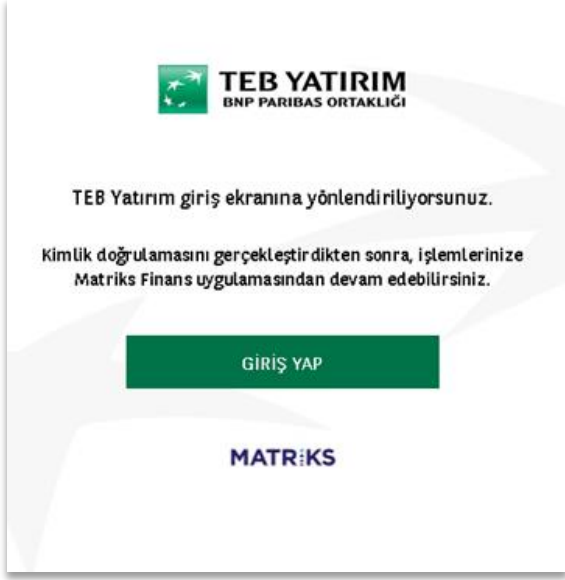 TEB YATIRIM
BNP PARIBAS ORTAKLIĞI
TEB Yatırım giriş ekranına yönlendiriliyorsunuz.
Kimlik doğrulamasını gerçekleştirdikten sonra, işlemlerinize
Matriks Finans uygulamasından devam edebilirsiniz.
GİRİŞ YAP
MATRİKS